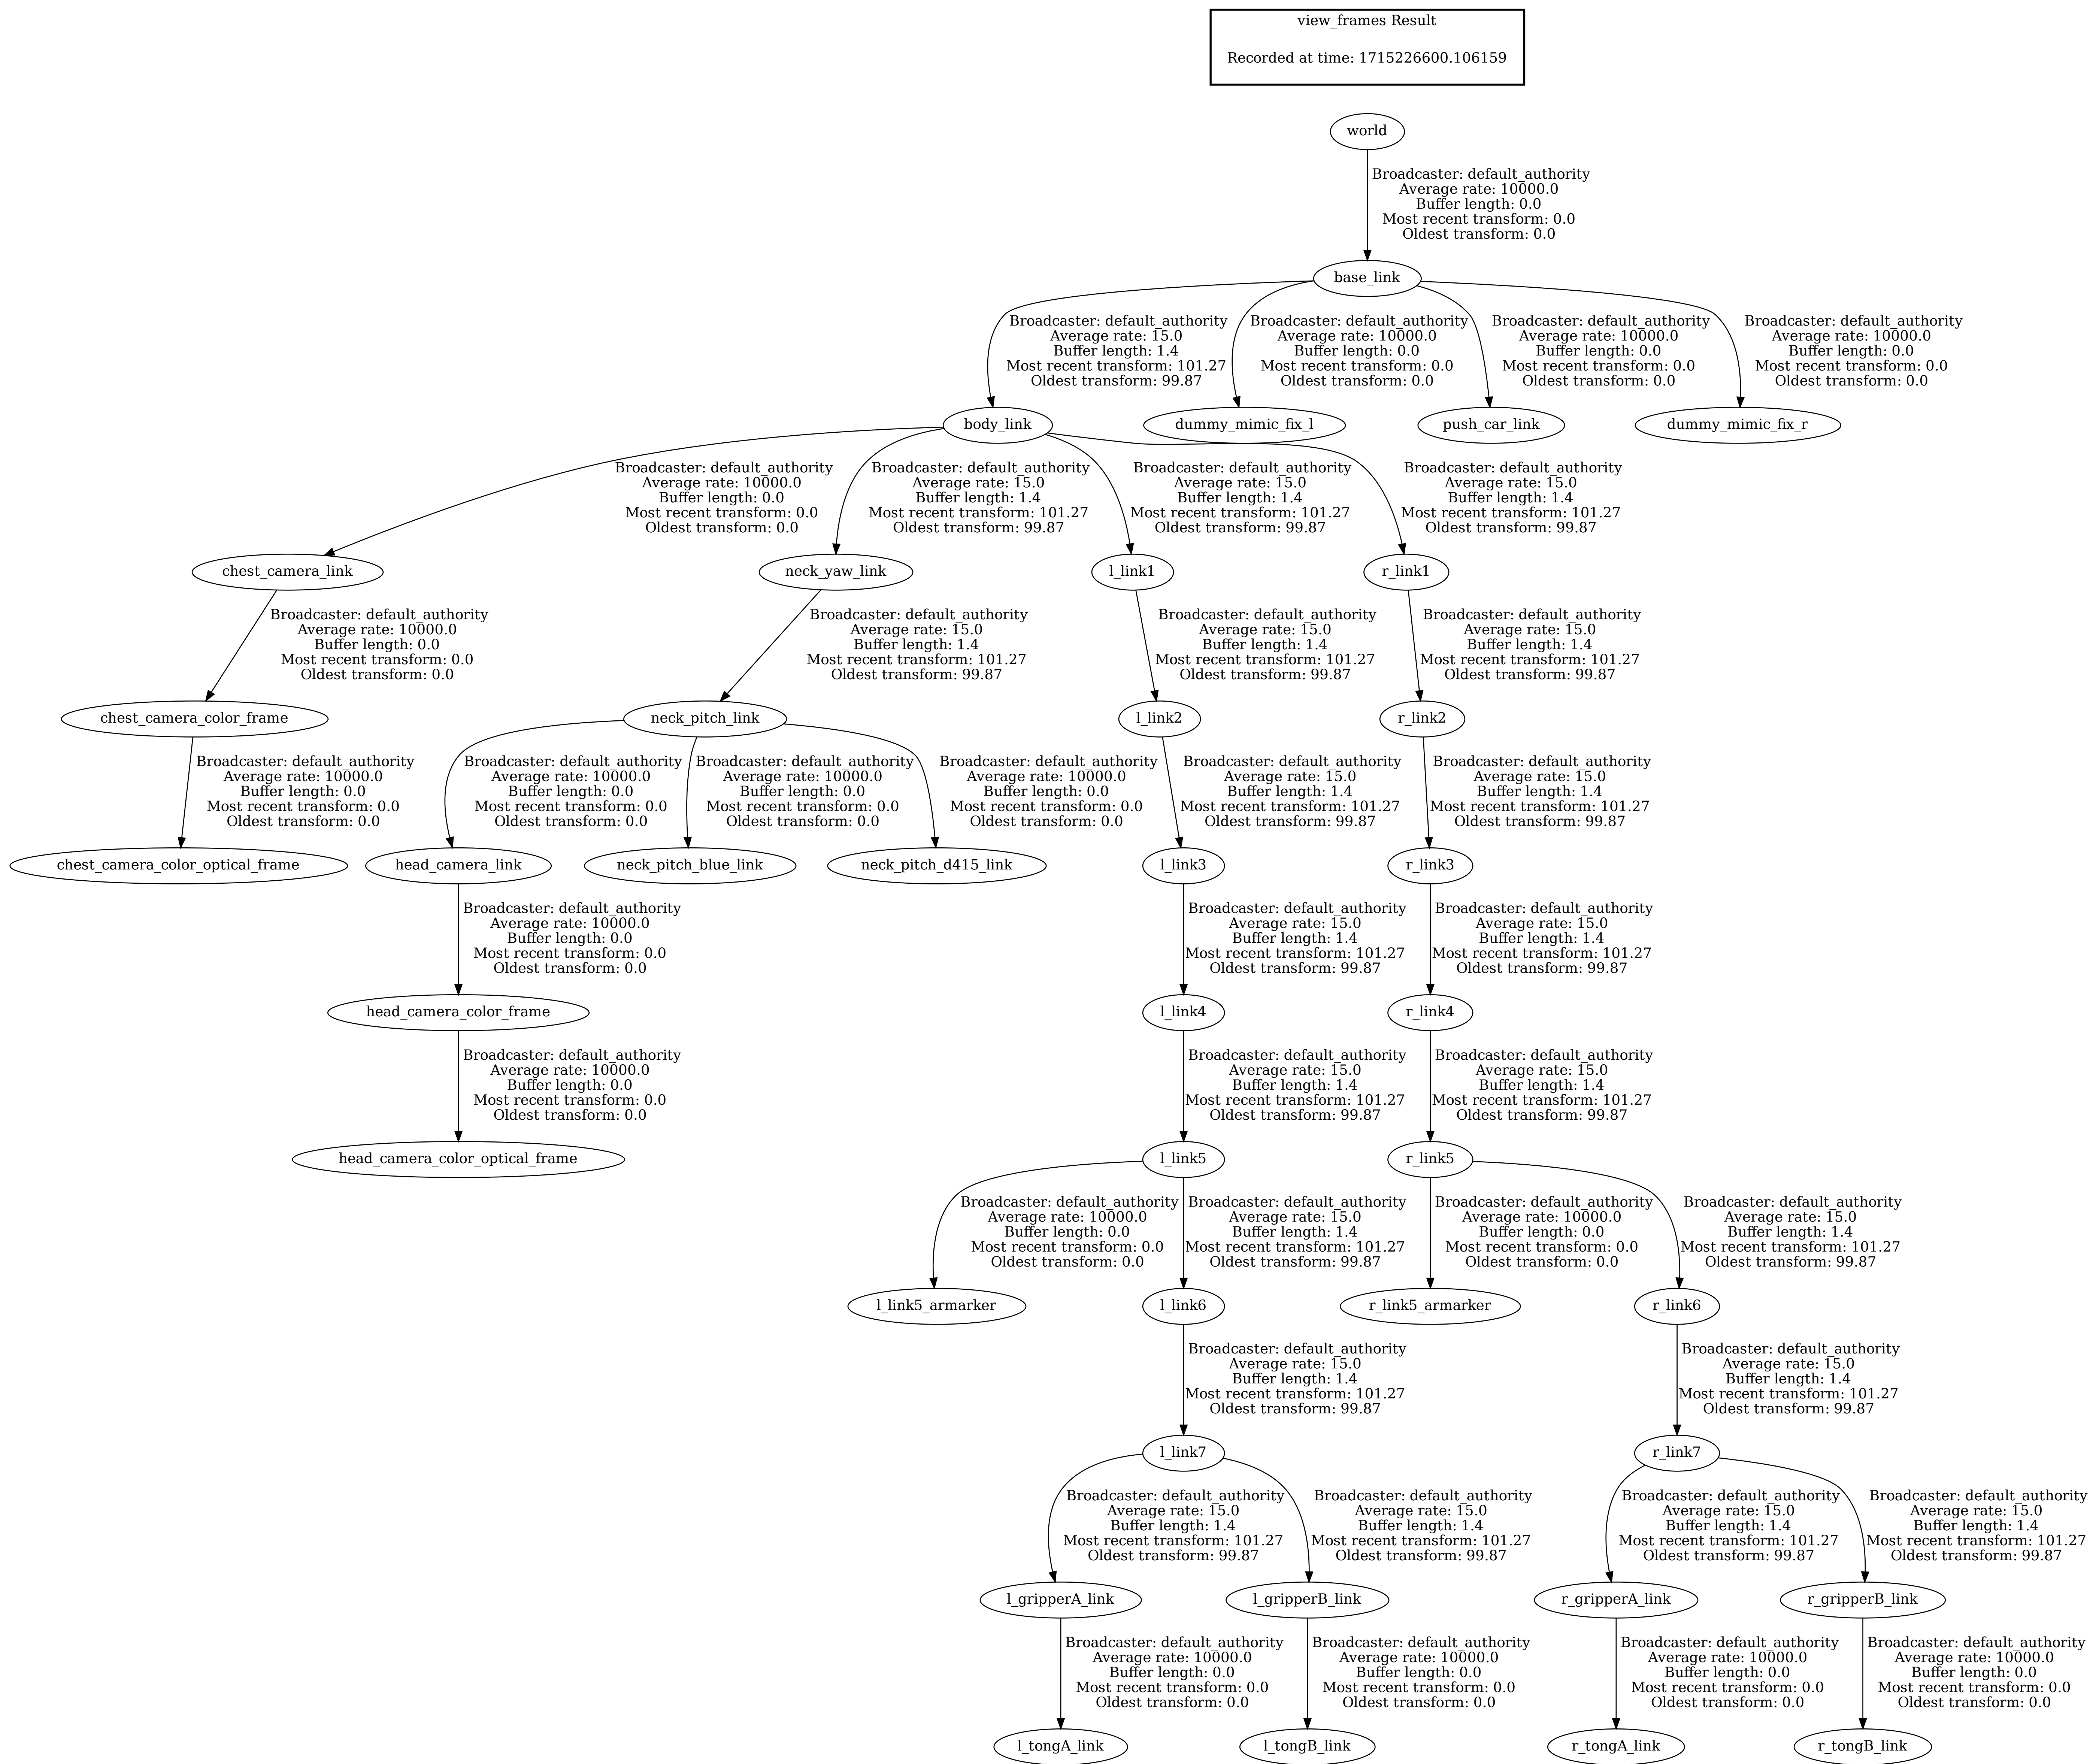 view_frames Result
Recorded at time: 1715226600.106159
world
Broadcaster: default_authority
Average rate: 10000.0
Buffer length: 0.0
Most recent transform: 0.0
Oldest transform: 0.0
base_link
Broadcaster: default_authority
Average rate: 15.0
Buffer length: 1.4
Most recent transform: 101.27
Oldest transform: 99.87
Broadcaster: default_authority
Average rate: 10000.0
Buffer length: 0.0
Most recent transform: 0.0
Oldest transform: 0.0
Broadcaster: default_authority
Average rate: 10000.0
Buffer length: 0.0
Most recent transform: 0.0
Oldest transform: 0.0
Broadcaster: default_authority
Average rate: 10000.0
Buffer length: 0.0
Most recent transform: 0.0
Oldest transform: 0.0
body_link
dummy_mimic_fix_l
push_car_link
dummy_mimic_fix_r
Broadcaster: default_authority
Average rate: 10000.0
Buffer length: 0.0
Most recent transform: 0.0
Oldest transform: 0.0
Broadcaster: default_authority
Average rate: 15.0
Buffer length: 1.4
Most recent transform: 101.27
Oldest transform: 99.87
Broadcaster: default_authority
Average rate: 15.0
Buffer length: 1.4
Most recent transform: 101.27
Oldest transform: 99.87
Broadcaster: default_authority
Average rate: 15.0
Buffer length: 1.4
Most recent transform: 101.27
Oldest transform: 99.87
chest_camera_link
neck_yaw_link
l_link1
r_link1
Broadcaster: default_authority
Average rate: 10000.0
Buffer length: 0.0
Most recent transform: 0.0
Oldest transform: 0.0
Broadcaster: default_authority
Average rate: 15.0
Buffer length: 1.4
Most recent transform: 101.27
Oldest transform: 99.87
Broadcaster: default_authority
Average rate: 15.0
Buffer length: 1.4
Most recent transform: 101.27
Oldest transform: 99.87
Broadcaster: default_authority
Average rate: 15.0
Buffer length: 1.4
Most recent transform: 101.27
Oldest transform: 99.87
chest_camera_color_frame
neck_pitch_link
l_link2
r_link2
Broadcaster: default_authority
Average rate: 10000.0
Buffer length: 0.0
Most recent transform: 0.0
Oldest transform: 0.0
Broadcaster: default_authority
Average rate: 10000.0
Buffer length: 0.0
Most recent transform: 0.0
Oldest transform: 0.0
Broadcaster: default_authority
Average rate: 10000.0
Buffer length: 0.0
Most recent transform: 0.0
Oldest transform: 0.0
Broadcaster: default_authority
Average rate: 10000.0
Buffer length: 0.0
Most recent transform: 0.0
Oldest transform: 0.0
Broadcaster: default_authority
Average rate: 15.0
Buffer length: 1.4
Most recent transform: 101.27
Oldest transform: 99.87
Broadcaster: default_authority
Average rate: 15.0
Buffer length: 1.4
Most recent transform: 101.27
Oldest transform: 99.87
chest_camera_color_optical_frame
head_camera_link
neck_pitch_blue_link
neck_pitch_d415_link
l_link3
r_link3
Broadcaster: default_authority
Average rate: 10000.0
Buffer length: 0.0
Most recent transform: 0.0
Oldest transform: 0.0
Broadcaster: default_authority
Average rate: 15.0
Buffer length: 1.4
Most recent transform: 101.27
Oldest transform: 99.87
Broadcaster: default_authority
Average rate: 15.0
Buffer length: 1.4
Most recent transform: 101.27
Oldest transform: 99.87
head_camera_color_frame
l_link4
r_link4
Broadcaster: default_authority
Average rate: 10000.0
Buffer length: 0.0
Most recent transform: 0.0
Oldest transform: 0.0
Broadcaster: default_authority
Average rate: 15.0
Buffer length: 1.4
Most recent transform: 101.27
Oldest transform: 99.87
Broadcaster: default_authority
Average rate: 15.0
Buffer length: 1.4
Most recent transform: 101.27
Oldest transform: 99.87
head_camera_color_optical_frame
l_link5
r_link5
Broadcaster: default_authority
Average rate: 10000.0
Buffer length: 0.0
Most recent transform: 0.0
Oldest transform: 0.0
Broadcaster: default_authority
Average rate: 15.0
Buffer length: 1.4
Most recent transform: 101.27
Oldest transform: 99.87
Broadcaster: default_authority
Average rate: 10000.0
Buffer length: 0.0
Most recent transform: 0.0
Oldest transform: 0.0
Broadcaster: default_authority
Average rate: 15.0
Buffer length: 1.4
Most recent transform: 101.27
Oldest transform: 99.87
l_link5_armarker
l_link6
r_link5_armarker
r_link6
Broadcaster: default_authority
Average rate: 15.0
Buffer length: 1.4
Most recent transform: 101.27
Oldest transform: 99.87
Broadcaster: default_authority
Average rate: 15.0
Buffer length: 1.4
Most recent transform: 101.27
Oldest transform: 99.87
l_link7
r_link7
Broadcaster: default_authority
Average rate: 15.0
Buffer length: 1.4
Most recent transform: 101.27
Oldest transform: 99.87
Broadcaster: default_authority
Average rate: 15.0
Buffer length: 1.4
Most recent transform: 101.27
Oldest transform: 99.87
Broadcaster: default_authority
Average rate: 15.0
Buffer length: 1.4
Most recent transform: 101.27
Oldest transform: 99.87
Broadcaster: default_authority
Average rate: 15.0
Buffer length: 1.4
Most recent transform: 101.27
Oldest transform: 99.87
l_gripperA_link
l_gripperB_link
r_gripperA_link
r_gripperB_link
Broadcaster: default_authority
Average rate: 10000.0
Buffer length: 0.0
Most recent transform: 0.0
Oldest transform: 0.0
Broadcaster: default_authority
Average rate: 10000.0
Buffer length: 0.0
Most recent transform: 0.0
Oldest transform: 0.0
Broadcaster: default_authority
Average rate: 10000.0
Buffer length: 0.0
Most recent transform: 0.0
Oldest transform: 0.0
Broadcaster: default_authority
Average rate: 10000.0
Buffer length: 0.0
Most recent transform: 0.0
Oldest transform: 0.0
l_tongA_link
l_tongB_link
r_tongA_link
r_tongB_link